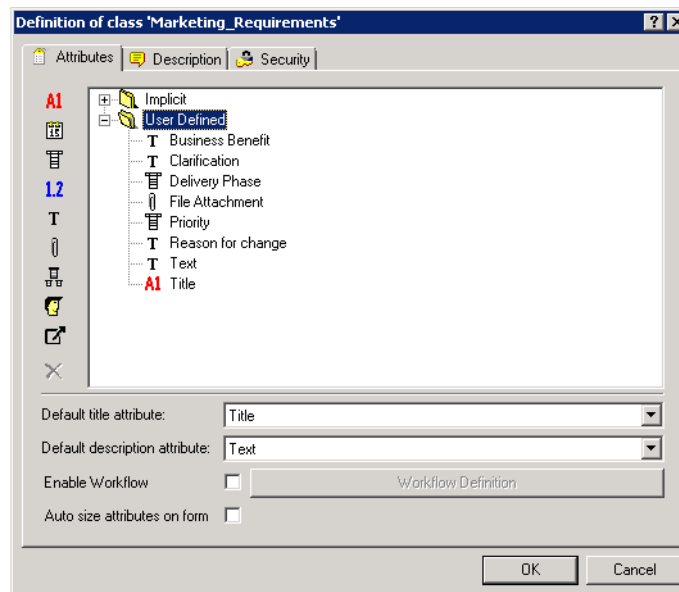 Definition of class 'Marketing_Requirements'
Attributes Description Security
A1
15
1.2
T
Implicit
User Defined
T Business Benefit
T Clarification
Delivery Phase
File Attachment
Priority
T Reason for change
T Text
A1 Title
Default title attribute: Title
Default description attribute: Text
Enable Workflow Workflow Definition
Auto size attributes on form
OK Cancel